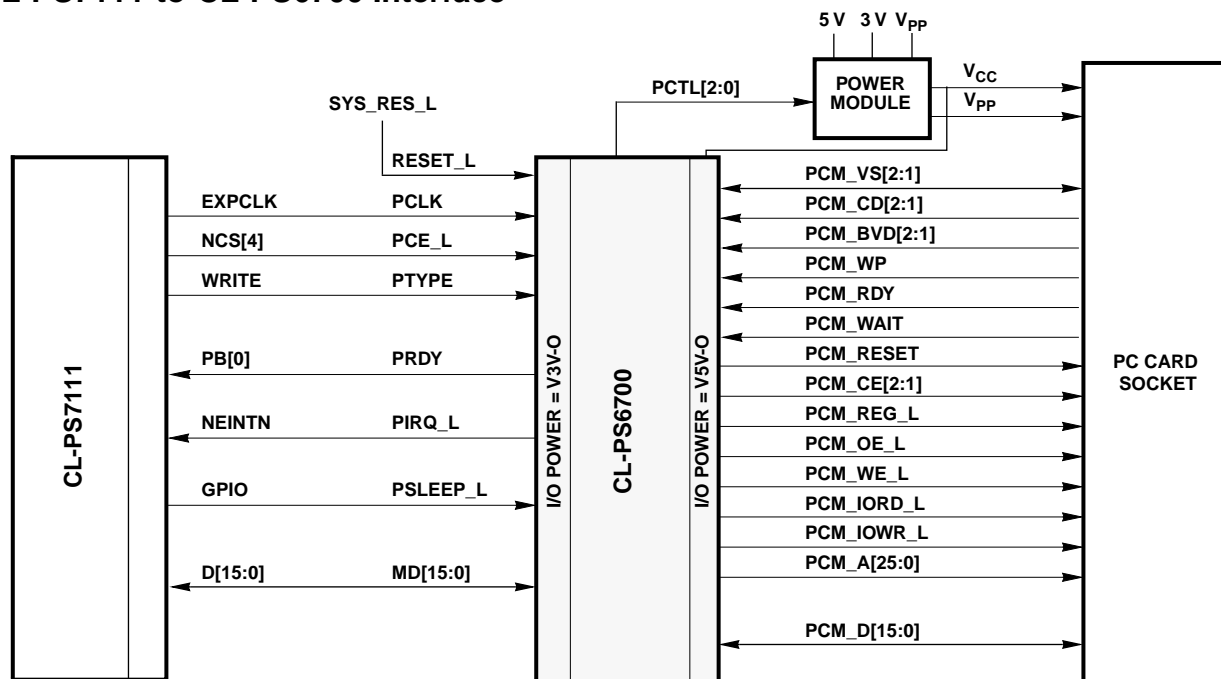 5 V 3 V VPP
POWER MODULE
VCC
VPP
PCTL[2:0]
SYS_RES_L
RESET_L
EXPCLK PCLK
NCS[4] PCE_L
WRITE PTYPE
PB[0] PRDY
NEINTN PIRQ_L
GPIO PSLEEP_L
D[15:0] MD[15:0]
CL-PS7111
I/O POWER = V3V-O
CL-PS6700
I/O POWER = V5V-O
PCM_VS[2:1]
PCM_CD[2:1]
PCM_BVD[2:1]
PCM_WP
PCM_RDY
PCM_WAIT
PCM_RESET
PCM_CE[2:1]
PCM_REG_L
PCM_OE_L
PCM_WE_L
PCM_IORD_L
PCM_IOWR_L
PCM_A[25:0]
PCM_D[15:0]
PC CARD
SOCKET